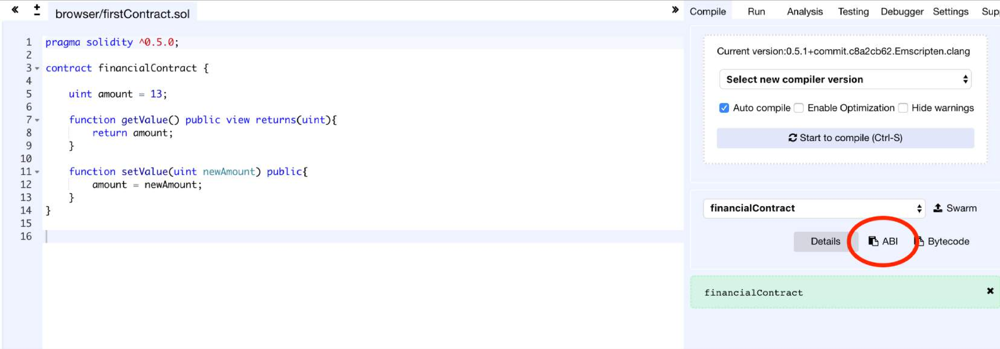 browser/firstContract.sol
1 pragma solidity ^0.5.0;
2
3 contract financialContract {
4
5 uint amount = 13;
6
7 function getValue() public view returns(uint){
8 return amount;
9 }
10
11 function setValue(uint newAmount) public{
12 amount = newAmount;
13 }
14 }
15
16
Compile Run Analysis Testing Debugger Settings Sup
Current version:0.5.1+commit.c8a2cb62.Emscripten.clang
Select new compiler version
Auto compile Enable Optimization Hide warnings
Start to compile (Ctrl-S)
financialContract Swarm
Details ABI Bytecode
financialContract